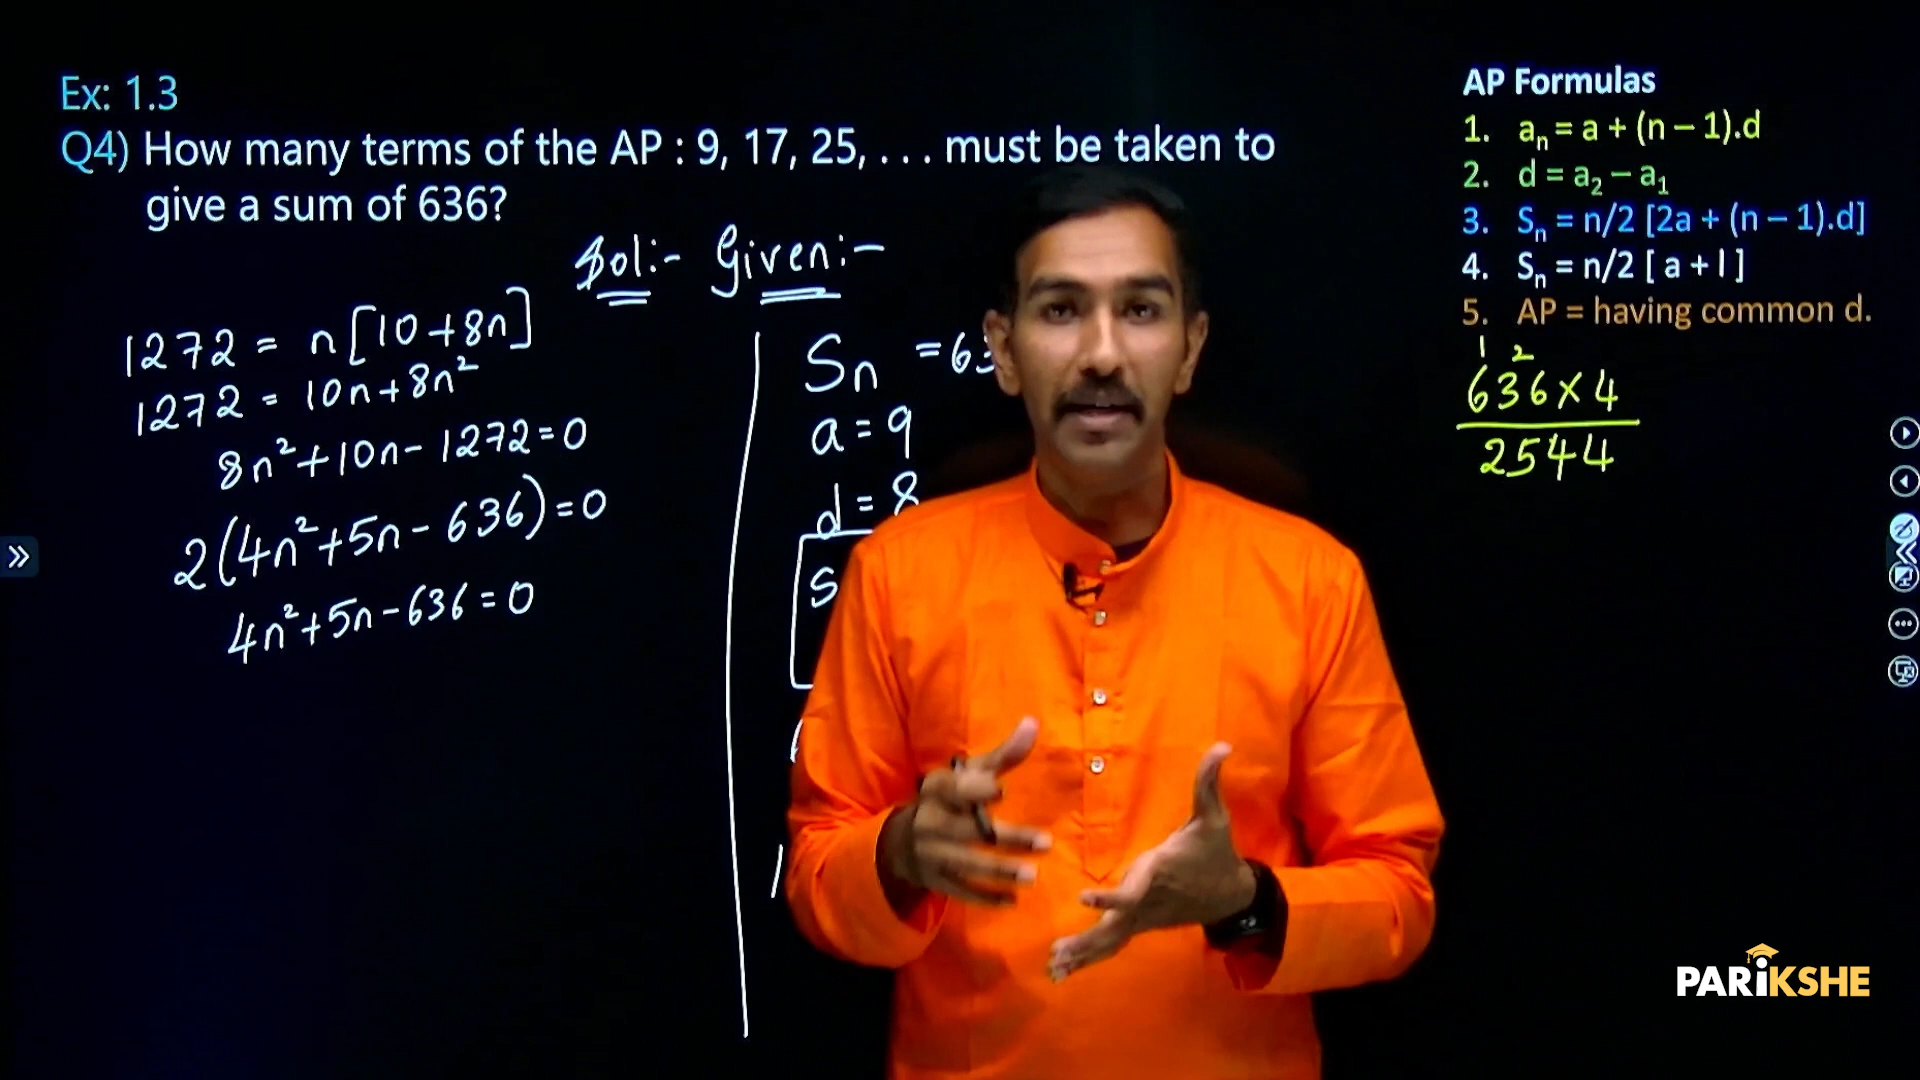 Ex: 1.3
Q4) How many terms of the AP : 9, 17, 25, . . . must be taken to
give a sum of 636?
Sol:- Given:-
1272 = n[10+8n]
1272 = 10n+8n²
8n²+10n-1272=0
2(4n²+5n-636)=0
4n²+5n-636=0
Sn =63
a=9
d=8
S
AP Formulas
1. aₙ = a + (n – 1).d
2. d = a₂ – a₁
3. Sₙ = n/2 [2a + (n – 1).d]
4. Sₙ = n/2 [ a + l ]
5. AP = having common d.
1 2
636×4
2544
PARiKSHE